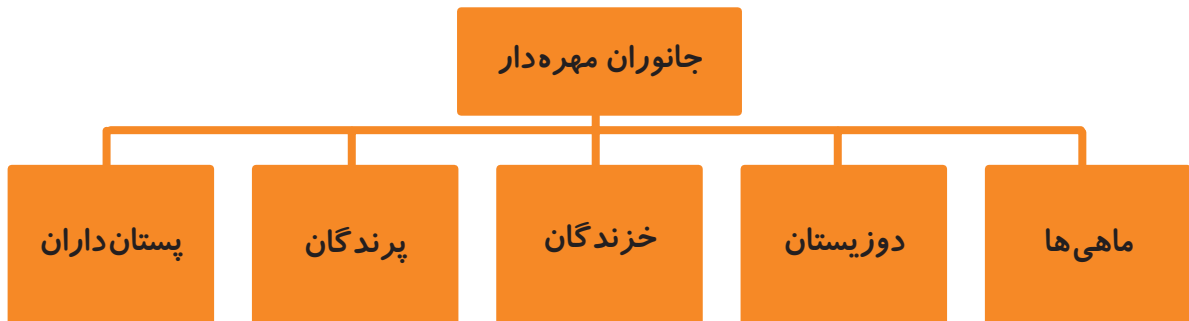 جانوران مهره‌دار
ماهی‌ها
دوزیستان
خزندگان
پرندگان
پستان‌داران